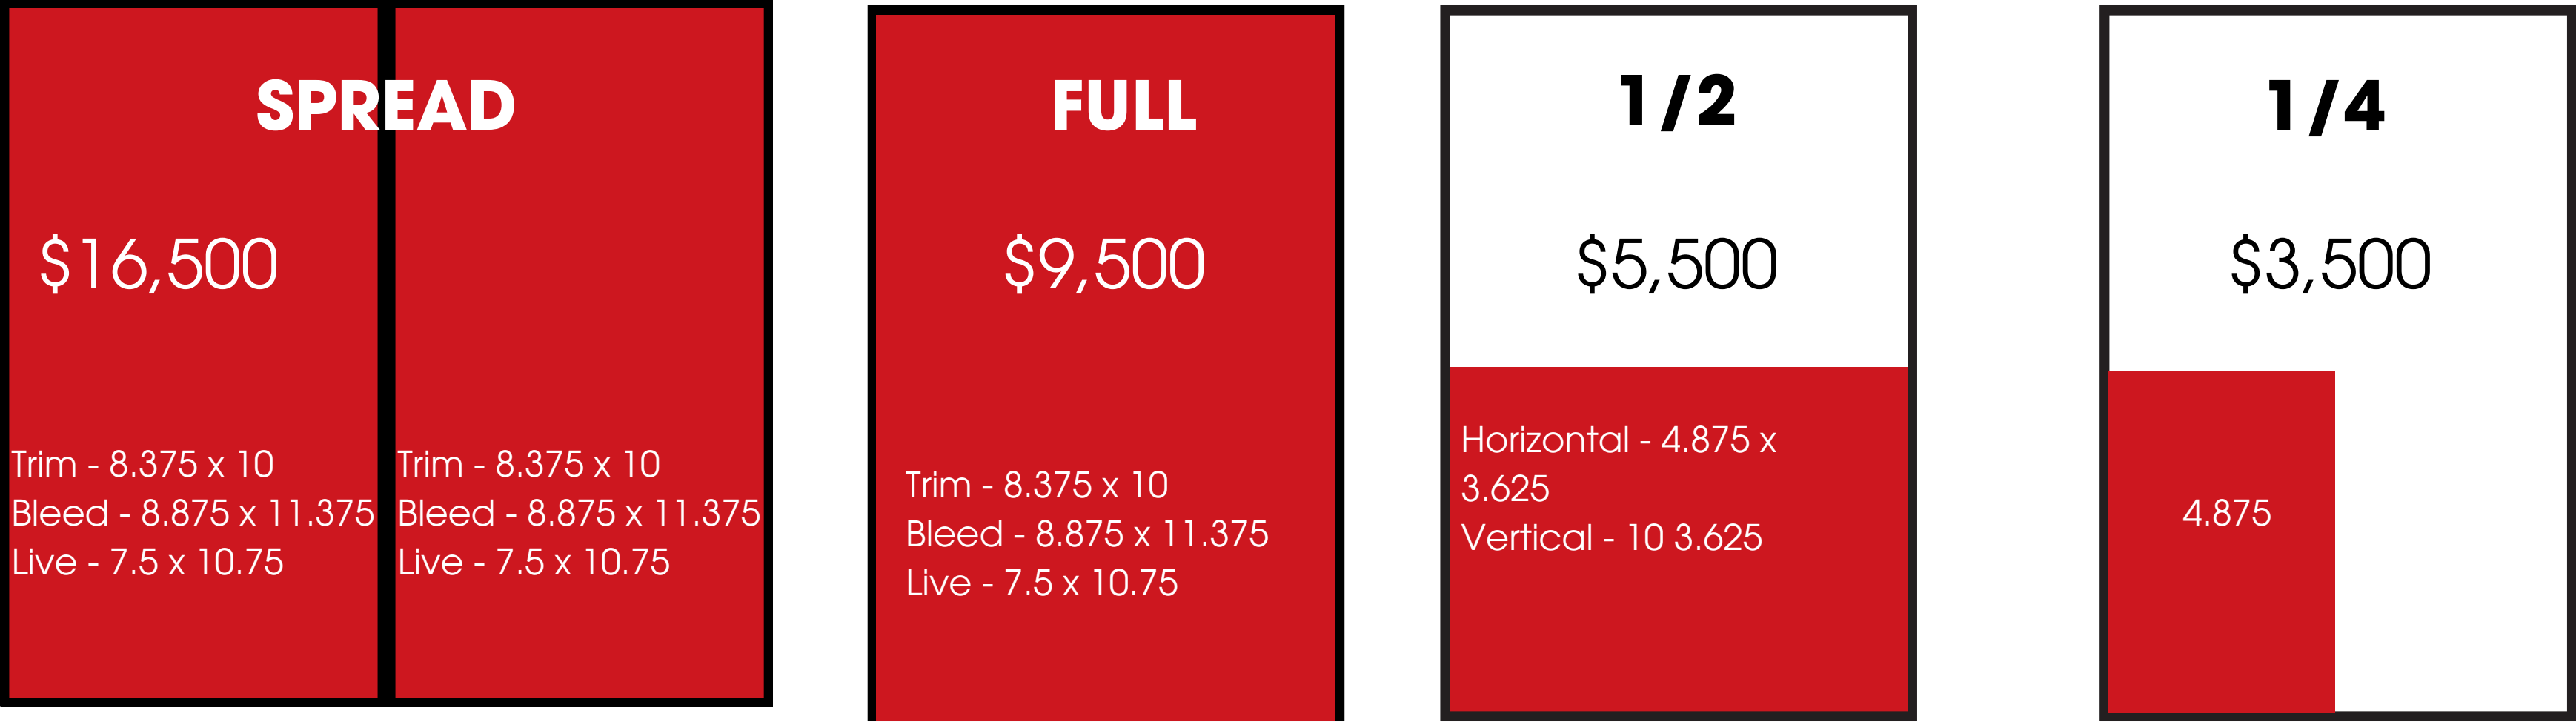 SPREAD
$16,500
Trim - 8.375 x 10
Bleed - 8.875 x 11.375
Live - 7.5 x 10.75
Trim - 8.375 x 10
Bleed - 8.875 x 11.375
Live - 7.5 x 10.75
FULL
$9,500
Trim - 8.375 x 10
Bleed - 8.875 x 11.375
Live - 7.5 x 10.75
1/2
$5,500
Horizontal - 4.875 x
3.625
Vertical - 10 3.625
1/4
$3,500
4.875